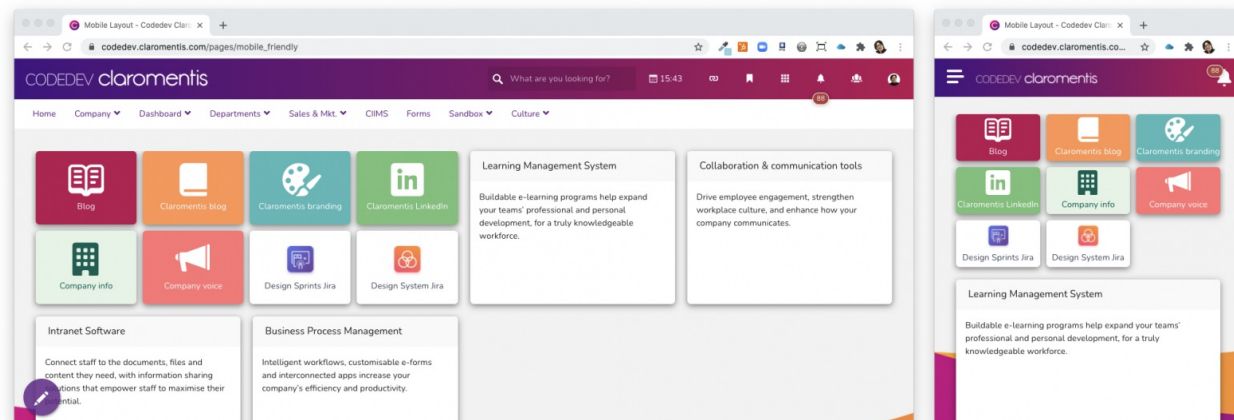 Mobile Layout - Codedev Claro
codedev.claromentis.com/pages/mobile_friendly
CODEDEV claromentis
What are you looking for?
15:43
88
Home Company Dashboard Departments Sales & Mkt. CIIMS Forms Sandbox Culture
Blog
Claromentis blog
Claromentis branding
Claromentis LinkedIn
Company info
Company voice
Design Sprints Jira
Design System Jira
Learning Management System
Buildable e-learning programs help expand
your teams' professional and personal
development, for a truly knowledgeable
workforce.
Collaboration & communication tools
Drive employee engagement, strengthen
workplace culture, and enhance how your
company communicates.
Intranet Software
Connect staff to the documents, files and
content they need, with information sharing
utions that empower staff to maximise their
ential.
Business Process Management
Intelligent workflows, customisable e-forms
and interconnected apps increase your
company's efficiency and productivity.
Mobile Layout - Codedev Clar
codedev.claromentis.co...
CODEDEV claromentis
88
Blog
Claromentis blog
Claromentis branding
Claromentis LinkedIn
Company info
Company voice
Design Sprints Jira
Design System Jira
Learning Management System
Buildable e-learning programs help expand your teams'
professional and personal development, for a truly
knowledgeable workforce.